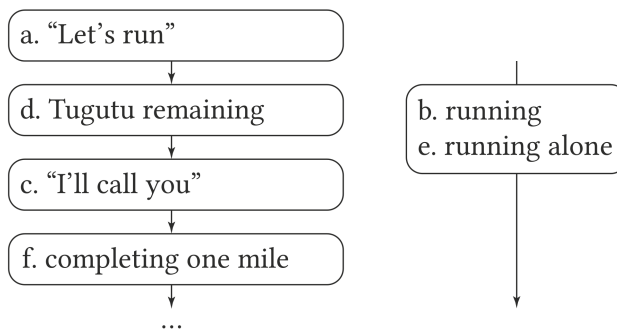 a. “Let’s run”
d. Tugutu remaining
c. “I’ll call you”
f. completing one mile
...
b. running
e. running alone